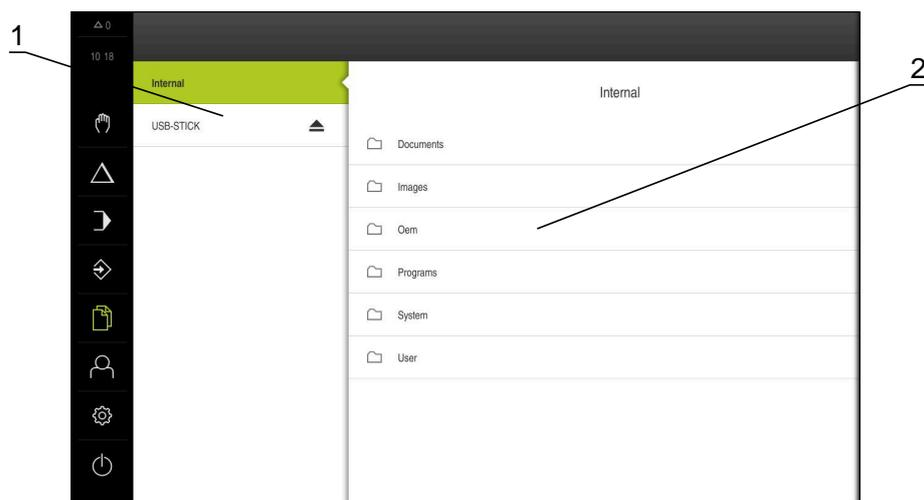 1
△ 0
10 18
2
Internal
Internal
USB-STICK
Documents
Images
Oem
Programs
System
User